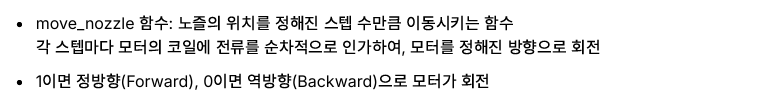 • move_nozzle 함수: 노즐의 위치를 정해진 스텝 수만큼 이동시키는 함수
각 스텝마다 모터의 코일에 전류를 순차적으로 인가하여, 모터를 정해진 방향으로 회전
• 1이면 정방향(Forward), 0이면 역방향(Backward)으로 모터가 회전